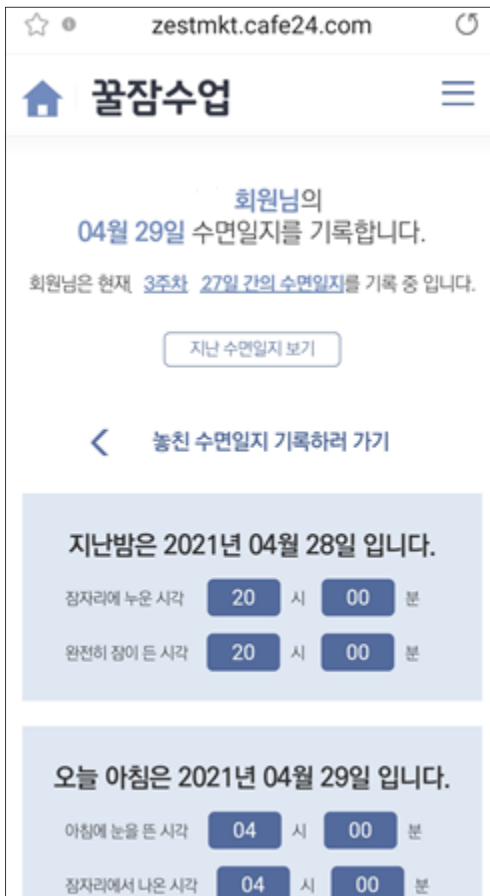 zestmkt.cafe24.com
꿀잠수업
회원님의
04월 29일 수면일지를 기록합니다.
회원님은 현재 3주차 27일 간의 수면일지를 기록 중 입니다.
지난 수면일지 보기
놓친 수면일지 기록하러 가기
지난밤은 2021년 04월 28일 입니다.
잠자리에 누운 시각 20 시 00 분
완전히 잠이 든 시각 20 시 00 분
오늘 아침은 2021년 04월 29일 입니다.
아침에 눈을 뜬 시각 04 시 00 분
잠자리에서 나온 시각 04 시 00 분